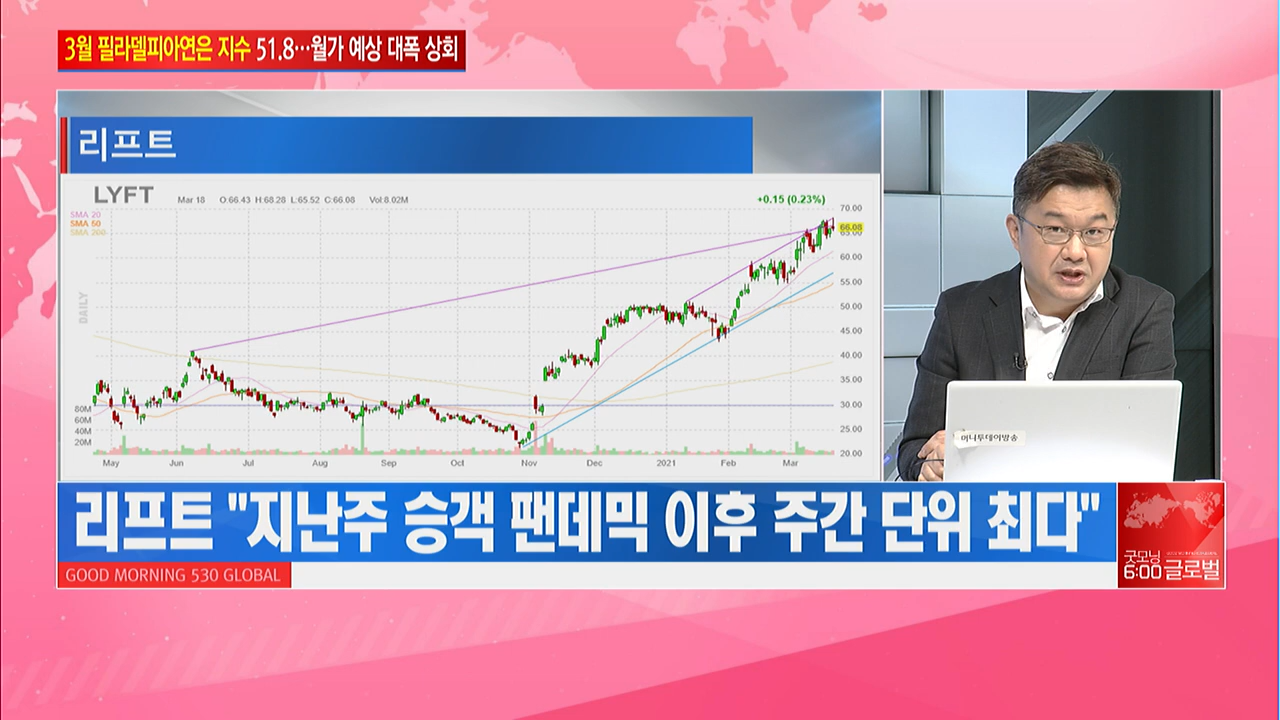 3월 필라델피아연은 지수 51.8…월가 예상 대폭 상회
리프트
LYFT Mar 18 O:66.43 H:68.28 L:65.52 C:66.08 Vol:8.02M +0.15 (0.23%)
SMA 20
SMA 50
SMA 200
DAILY
70.00
66.08
65.00
60.00
55.00
50.00
45.00
40.00
35.00
30.00
25.00
20.00
80M
60M
40M
20M
May Jun Jul Aug Sep Oct Nov Dec 2021 Feb Mar
머니투데이방송
리프트 "지난주 승객 팬데믹 이후 주간 단위 최다"
GOOD MORNING 530 GLOBAL
굿모닝
6:00 글로벌